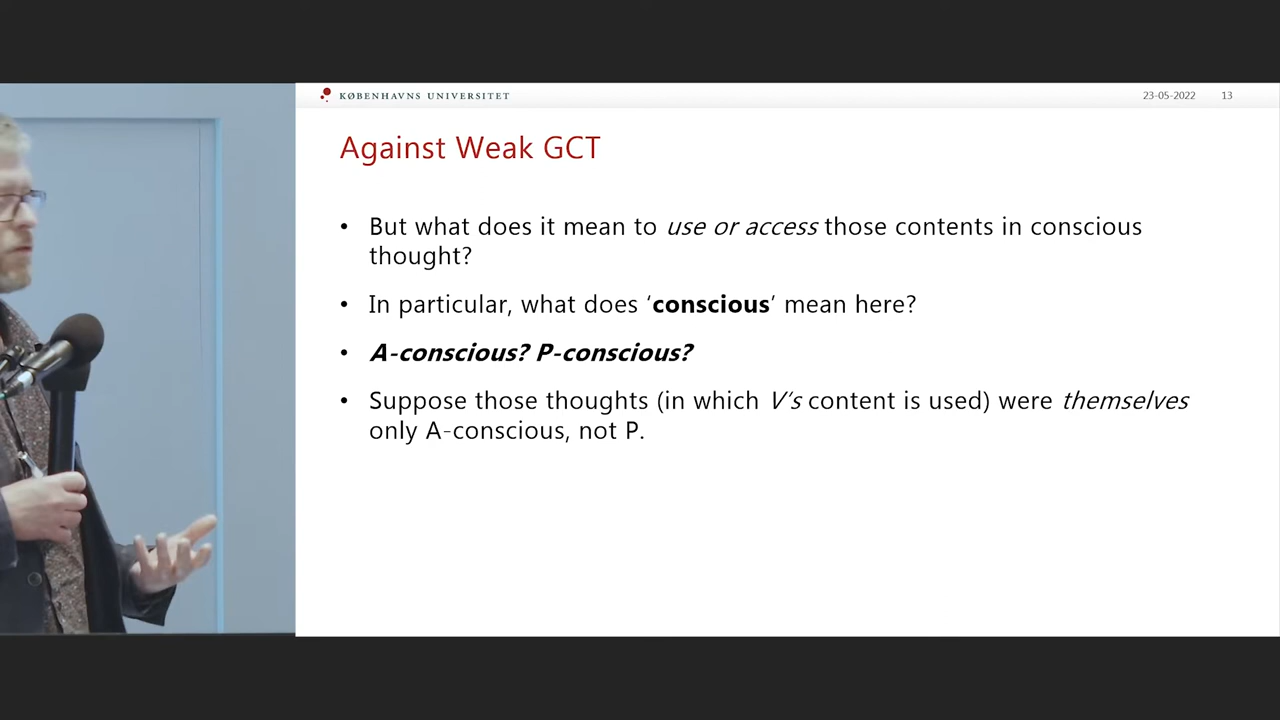 KØBENHAVNS UNIVERSITET
23-05-2022 13
Against Weak GCT
• But what does it mean to use or access those contents in conscious
thought?
• In particular, what does ‘conscious’ mean here?
• A-conscious? P-conscious?
• Suppose those thoughts (in which V’s content is used) were themselves
only A-conscious, not P.